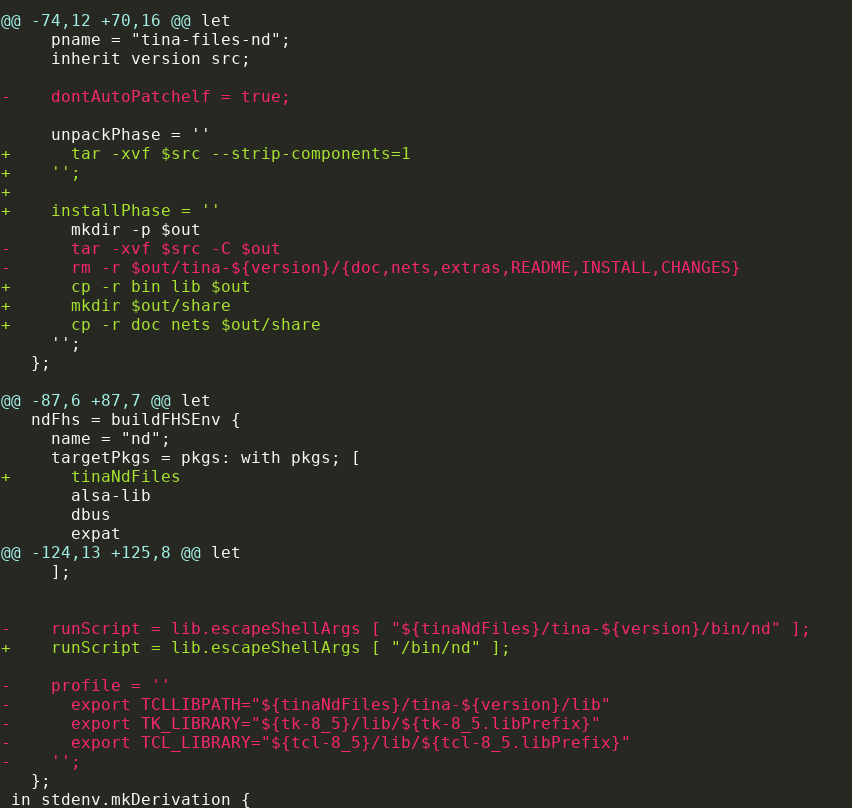 @@ -74,12 +70,16 @@ let
     pname = "tina-files-nd";
     inherit version src;

-    dontAutoPatchelf = true;

     unpackPhase = ''
+      tar -xvf $src --strip-components=1
+    '';
+
+    installPhase = ''
       mkdir -p $out
-      tar -xvf $src -C $out
-      rm -r $out/tina-${version}/{doc,nets,extras,README,INSTALL,CHANGES}
+      cp -r bin lib $out
+      mkdir $out/share
+      cp -r doc nets $out/share
     '';
   };

@@ -87,6 +87,7 @@ let
   ndFhs = buildFHSEnv {
     name = "nd";
     targetPkgs = pkgs: with pkgs; [
+      tinaNdFiles
       alsa-lib
       dbus
       expat
@@ -124,13 +125,8 @@ let
     ];


-    runScript = lib.escapeShellArgs [ "${tinaNdFiles}/tina-${version}/bin/nd" ];
+    runScript = lib.escapeShellArgs [ "/bin/nd" ];

-    profile = ''
-      export TCLLIBPATH="${tinaNdFiles}/tina-${version}/lib"
-      export TK_LIBRARY="${tk-8_5}/lib/${tk-8_5.libPrefix}"
-      export TCL_LIBRARY="${tcl-8_5}/lib/${tcl-8_5.libPrefix}"
-    '';
   };
 in stdenv.mkDerivation {